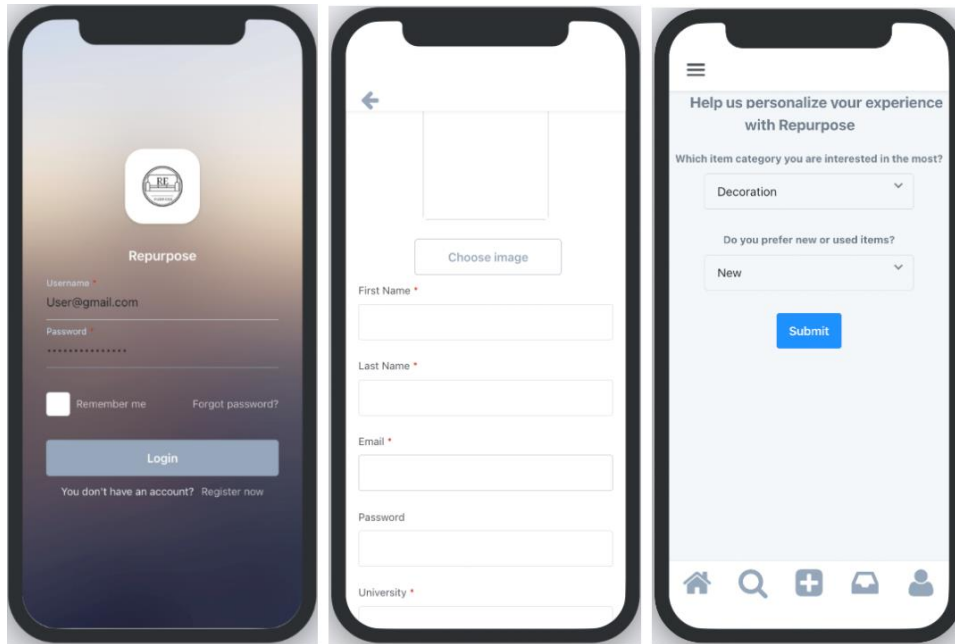 RE
Repurpose
Username *
User@gmail.com
Password *
Remember me
Forgot password?
Login
You don't have an account? Register now
Choose image
First Name *
Last Name *
Email *
Password
University *
Help us personalize your experience
with Repurpose
Which item category you are interested in the most?
Decoration
Do you prefer new or used items?
New
Submit